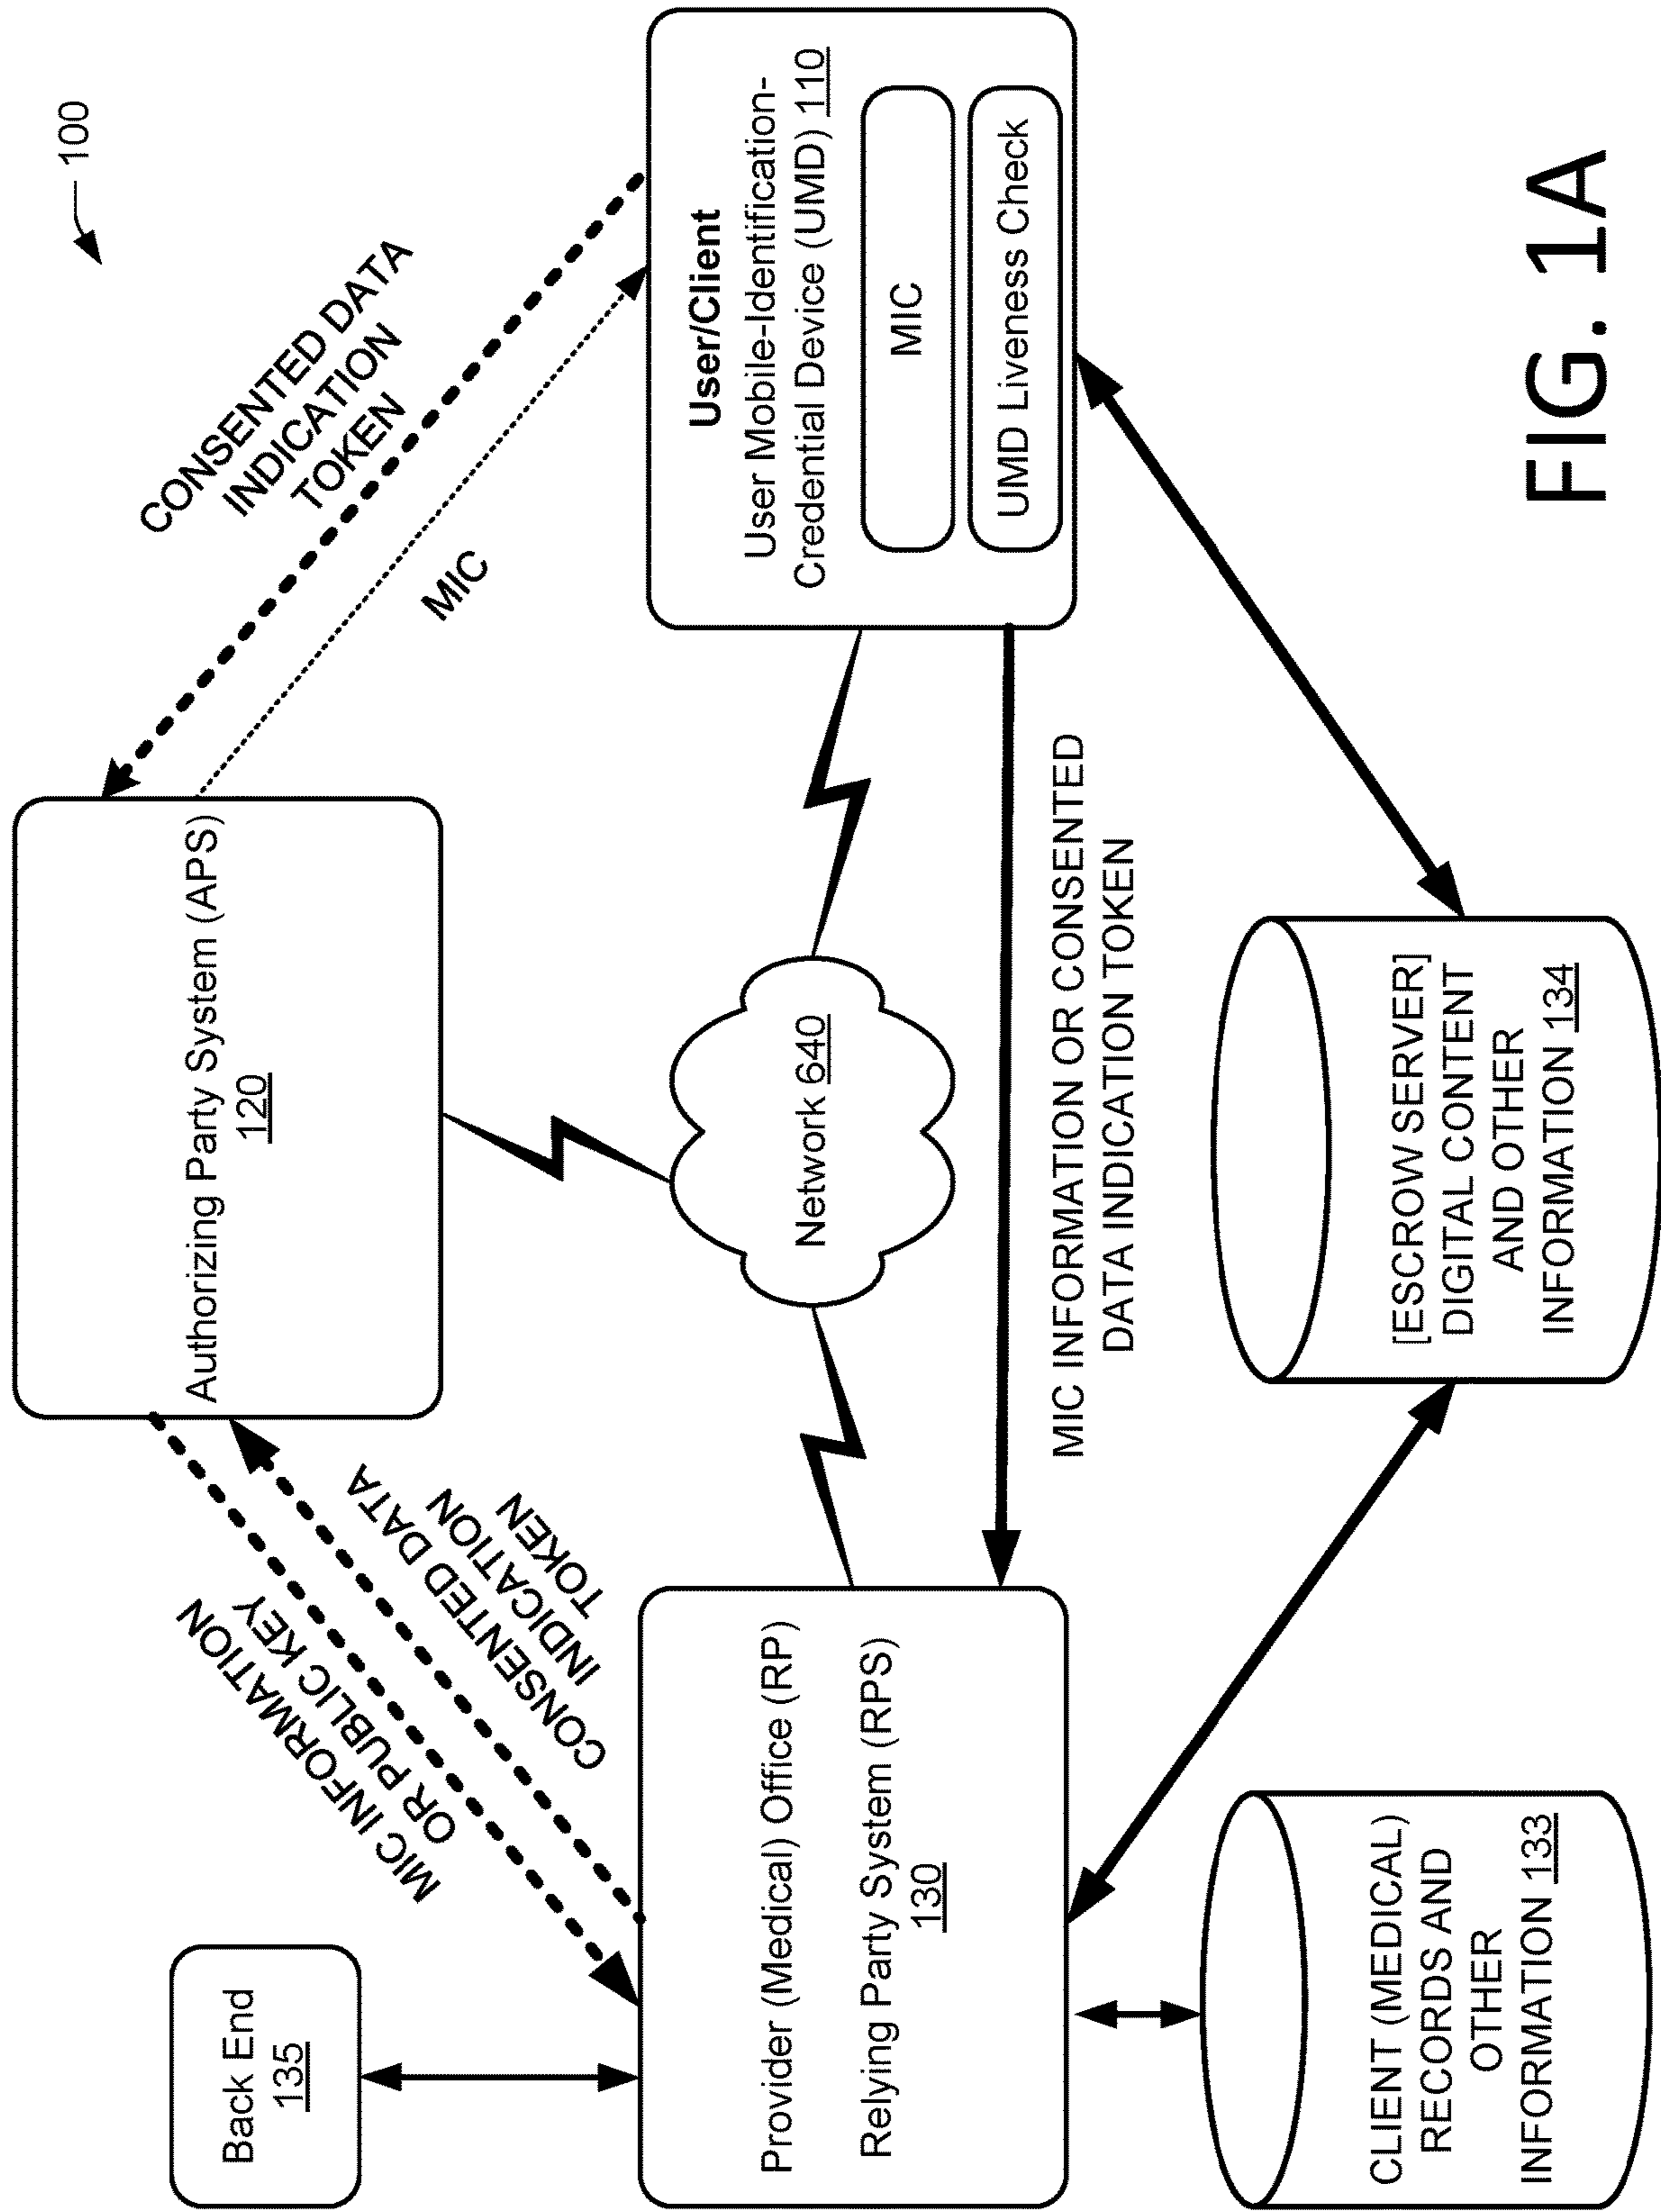 100
Authorizing Party System (APS)
120
CONSENTED DATA
INDICATION
TOKEN
MIC
MIC INFORMATION
OR PUBLIC KEY
CONSENTED DATA
INDICATION
TOKEN
Back End
135
User/Client
User Mobile-Identification-
Credential Device (UMD) 110
MIC
UMD Liveness Check
Network 640
Provider (Medical) Office (RP)
Relying Party System (RPS)
130
MIC INFORMATION OR CONSENTED
DATA INDICATION TOKEN
CLIENT (MEDICAL)
RECORDS AND
OTHER
INFORMATION 133
[ESCROW SERVER]
DIGITAL CONTENT
AND OTHER
INFORMATION 134
FIG. 1A